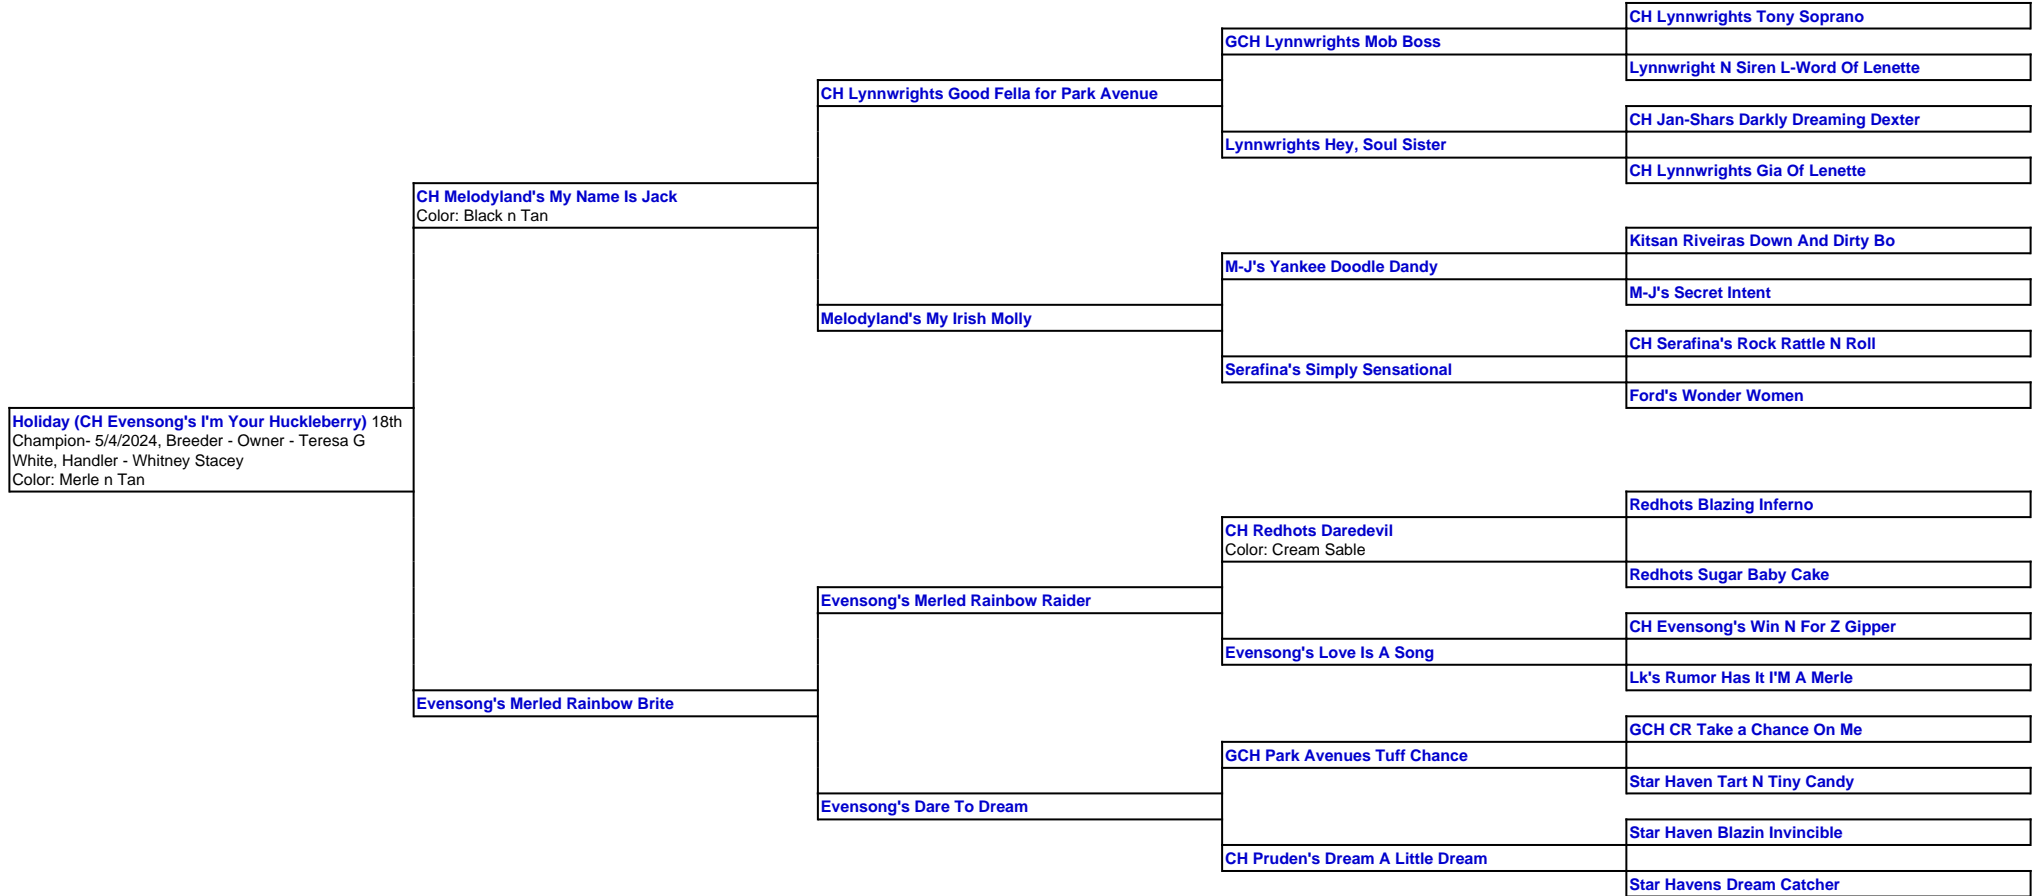 CH Lynnwrights Tony Soprano
GCH Lynnwrights Mob Boss
Lynnwright N Siren L-Word Of Lenette
CH Lynnwrights Good Fella for Park Avenue
CH Jan-Shars Darkly Dreaming Dexter
Lynnwrights Hey, Soul Sister
CH Lynnwrights Gia Of Lenette
CH Melodyland's My Name Is Jack
Color: Black n Tan
Kitsan Riveiras Down And Dirty Bo
M-J's Yankee Doodle Dandy
M-J's Secret Intent
Melodyland's My Irish Molly
CH Serafina's Rock Rattle N Roll
Serafina's Simply Sensational
Ford's Wonder Women
Holiday (CH Evensong's I'm Your Huckleberry) 18th
Champion- 5/4/2024, Breeder - Owner - Teresa G
White, Handler - Whitney Stacey
Color: Merle n Tan
Redhots Blazing Inferno
CH Redhots Daredevil
Color: Cream Sable
Redhots Sugar Baby Cake
Evensong's Merled Rainbow Raider
CH Evensong's Win N For Z Gipper
Evensong's Love Is A Song
Lk's Rumor Has It I'M A Merle
Evensong's Merled Rainbow Brite
GCH CR Take a Chance On Me
GCH Park Avenues Tuff Chance
Star Haven Tart N Tiny Candy
Evensong's Dare To Dream
Star Haven Blazin Invincible
CH Pruden's Dream A Little Dream
Star Havens Dream Catcher